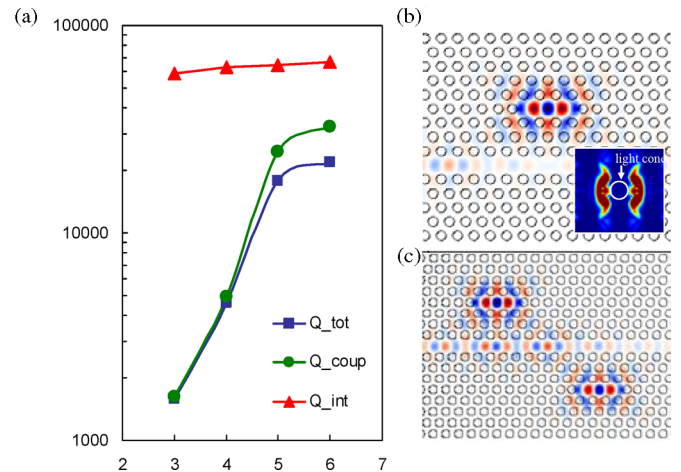 (a)
100000
10000
1000
2 3 4 5 6 7
Q_tot
Q_coup
Q_int
(b)
light cone
(c)